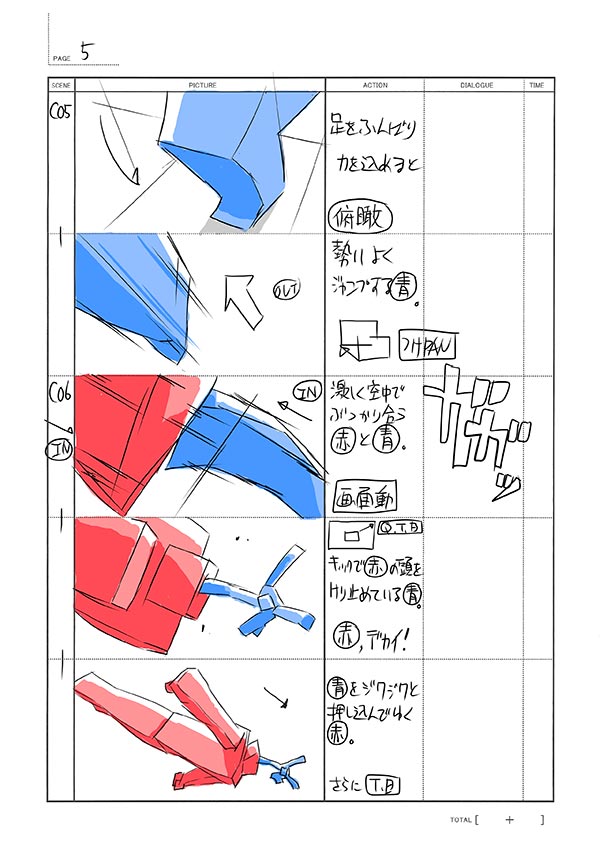 PAGE 5
SCENE PICTURE ACTION DIALOGUE TIME
C05
足をふんばり
力を込めると
俯瞰
勢いよく
ジャンプする青。
OUT
つけPAN
C06
IN
IN
激しく空中で
ぶつかり合う
赤と青。
画面動
ガガガッ
Q.T.B
キックで赤の頭を
けり止めている青。
赤,デカイ!
青をジワジワと
押し込んでゆく
赤。
さらに T.B
TOTAL [ + ]